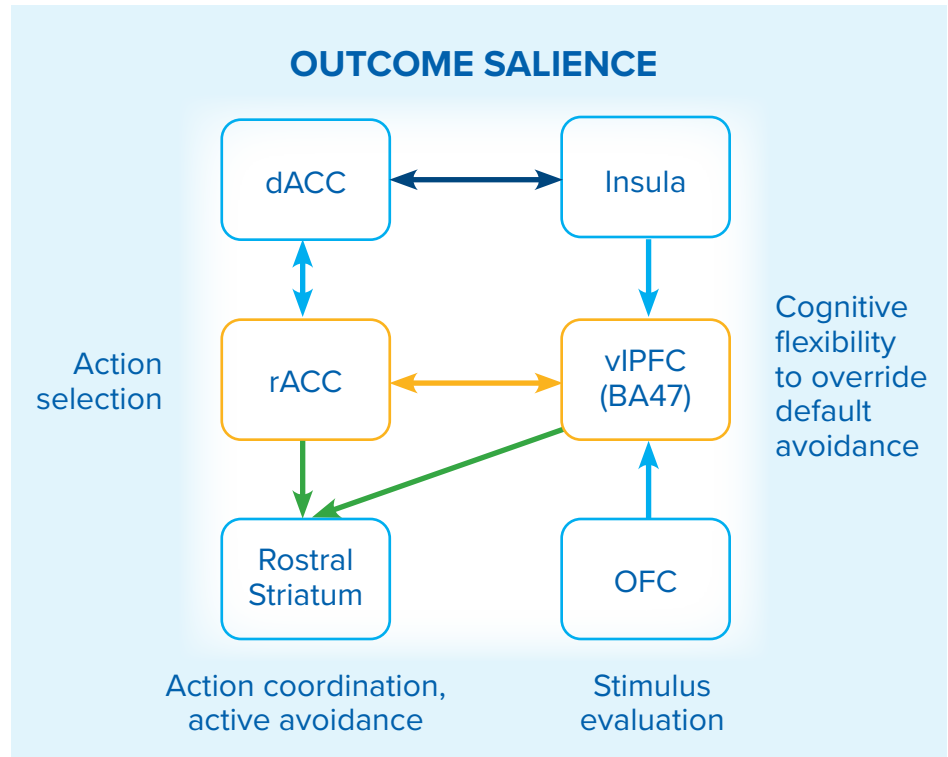 OUTCOME SALIENCE
dACC
Insula
Action
selection
rACC
vlPFC
(BA47)
Cognitive
flexibility
to override
default
avoidance
Rostral
Striatum
OFC
Action coordination,
active avoidance
Stimulus
evaluation